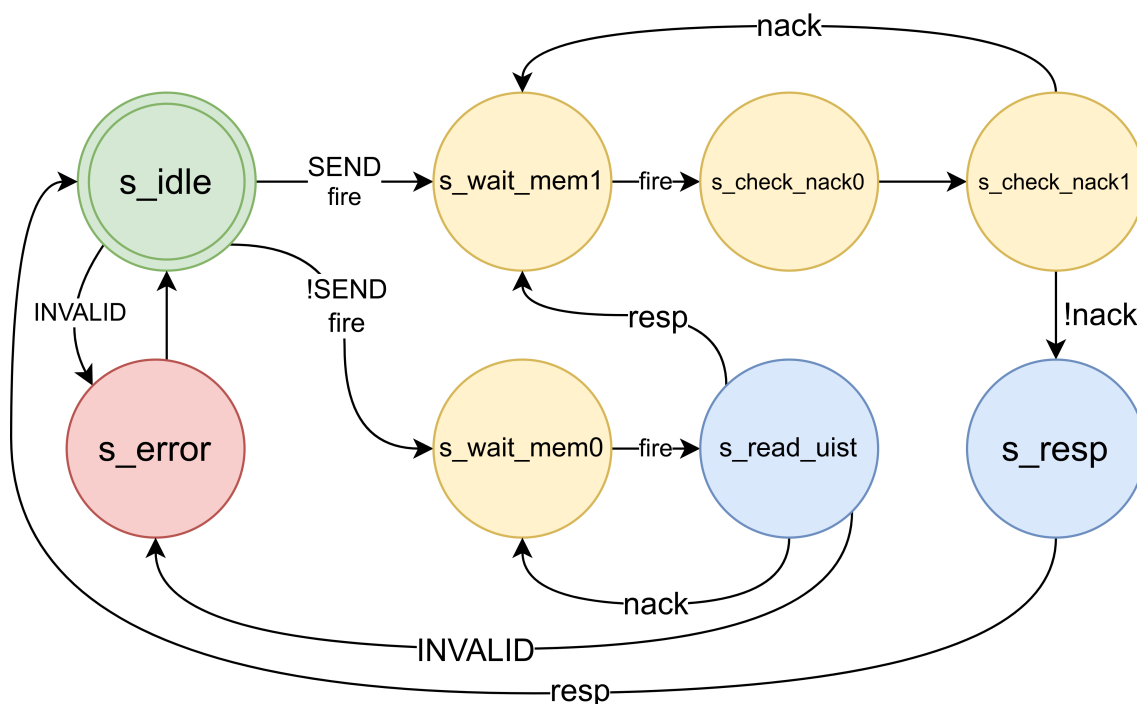 nack
SEND
fire
s_idle
s_wait_mem1
fire
s_check_nack0
s_check_nack1
INVALID
!SEND
fire
resp
!nack
s_error
s_wait_mem0
fire
s_read_uist
s_resp
nack
INVALID
resp